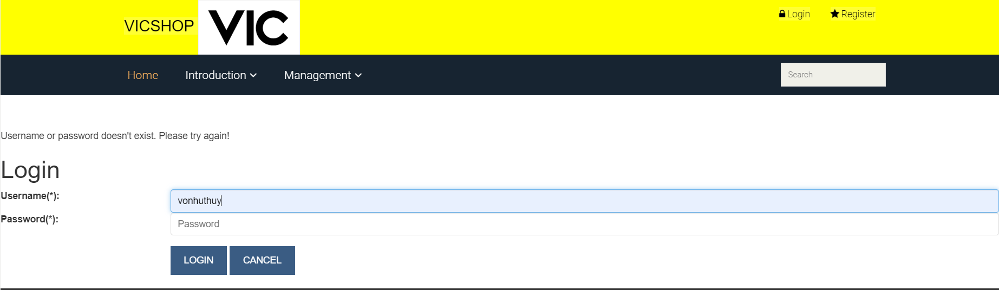 VICSHOP VIC
Login Register
Home Introduction Management Search
Username or password doesn't exist. Please try again!
Login
Username(*): vonhuthuy
Password(*): Password
LOGIN CANCEL